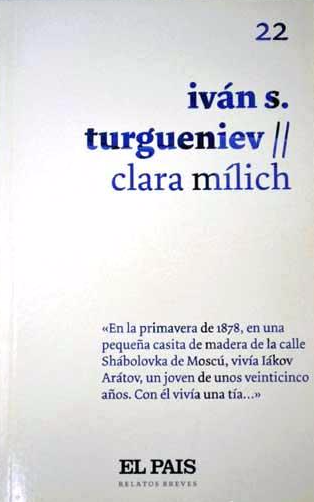 22
iván s.
turgueniev //
clara mílich
«En la primavera de 1878, en una
pequeña casita de madera de la calle
Shábolovka de Moscú, vivía Iákov
Arátov, un joven de unos veinticinco
años. Con él vivía una tía...»
EL PAIS
RELATOS BREVES